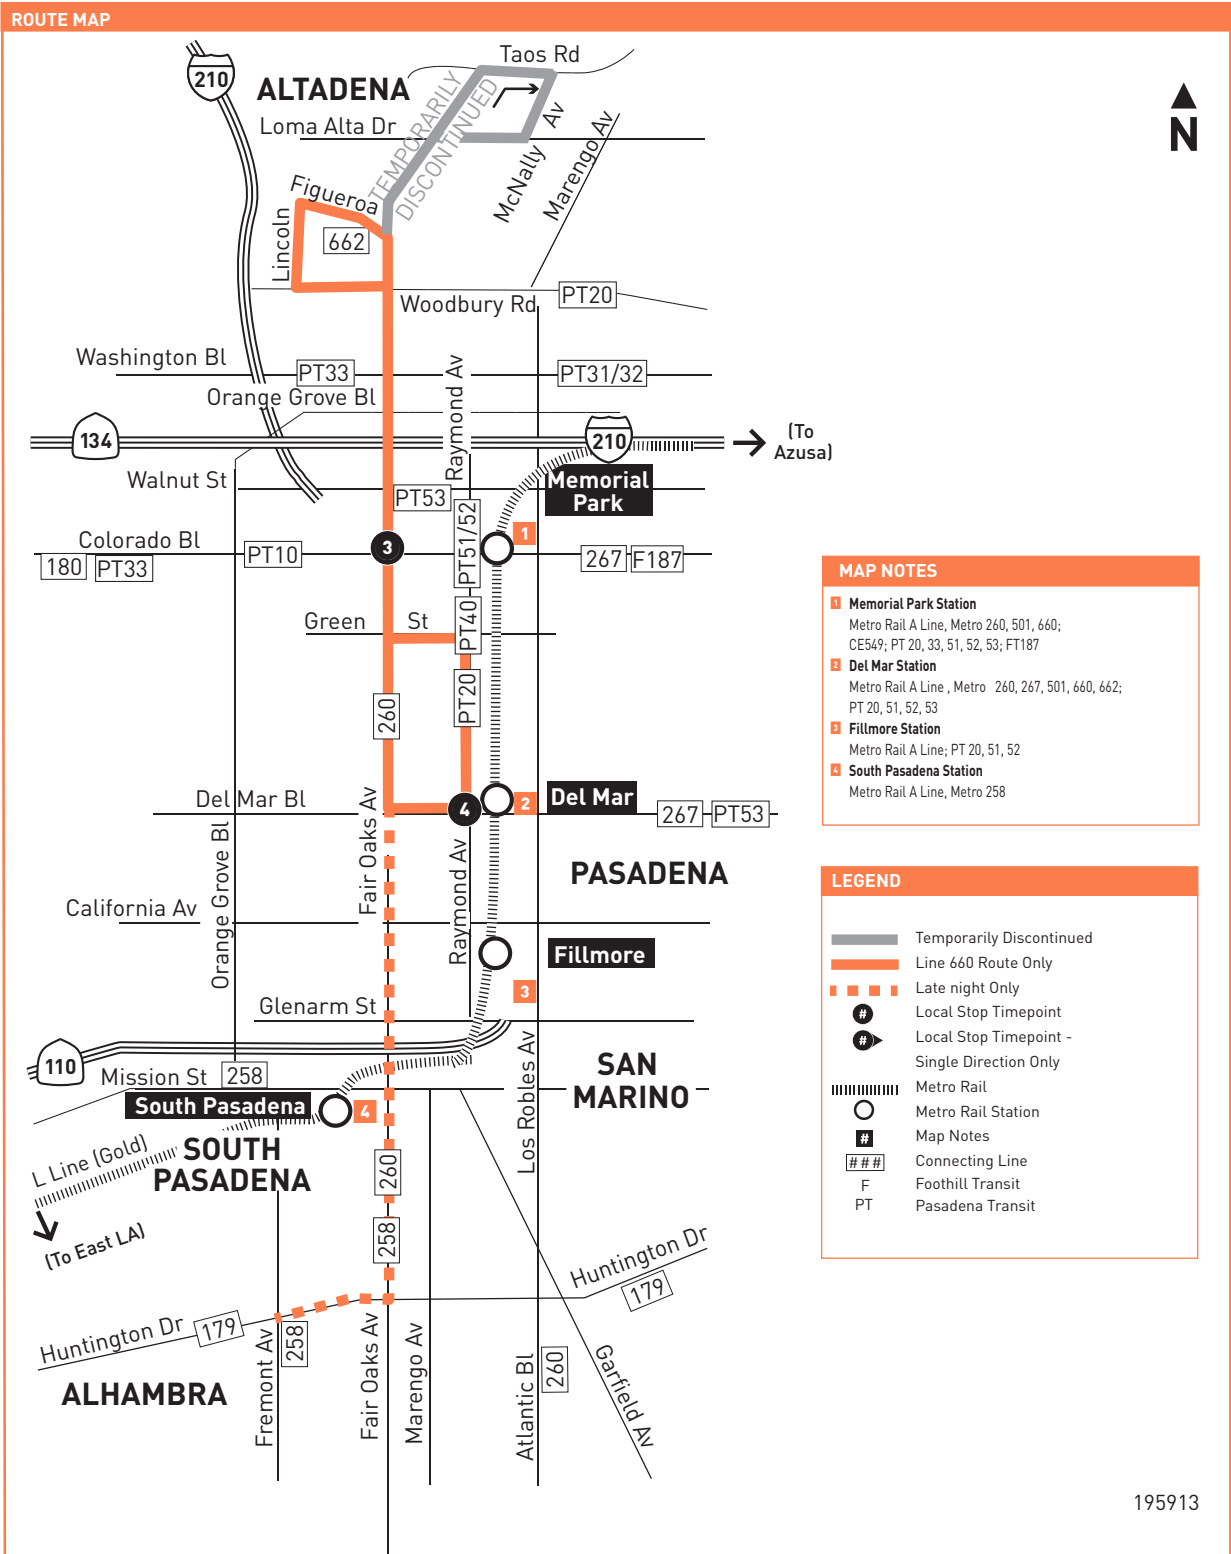 ROUTE MAP
210
ALTADENA
Taos Rd
N
Loma Alta Dr
TEMPORARILY
DISCONTINUED
McNally Av
Marengo Av
Figueroa
Lincoln
662
Woodbury Rd
PT20
Washington Bl
PT33
Raymond Av
PT31/32
Orange Grove Bl
134
210
(To
Azusa)
Walnut St
PT53
Memorial
Park
Colorado Bl
180
PT33
PT10
3
PT51/52
1
267
F187
Green St
PT40
PT20
260
Del Mar Bl
4
2
Del Mar
267
PT53
Orange Grove Bl
Fair Oaks Av
Raymond Av
PASADENA
California Av
Fillmore
3
Glenarm St
110
Mission St
258
Los Robles Av
SAN
MARINO
South Pasadena
4
L Line (Gold)
SOUTH
PASADENA
(To East LA)
260
258
Huntington Dr
179
Huntington Dr
179
258
ALHAMBRA
Fremont Av
Fair Oaks Av
Marengo Av
Atlantic Bl
260
Garfield Av
MAP NOTES
1 Memorial Park Station
Metro Rail A Line, Metro 260, 501, 660;
CE549; PT 20, 33, 51, 52, 53; FT187
2 Del Mar Station
Metro Rail A Line , Metro 260, 267, 501, 660, 662;
PT 20, 51, 52, 53
3 Fillmore Station
Metro Rail A Line; PT 20, 51, 52
4 South Pasadena Station
Metro Rail A Line, Metro 258
LEGEND
Temporarily Discontinued
Line 660 Route Only
Late night Only
# Local Stop Timepoint
# Local Stop Timepoint -
Single Direction Only
Metro Rail
Metro Rail Station
# Map Notes
### Connecting Line
F Foothill Transit
PT Pasadena Transit
195913